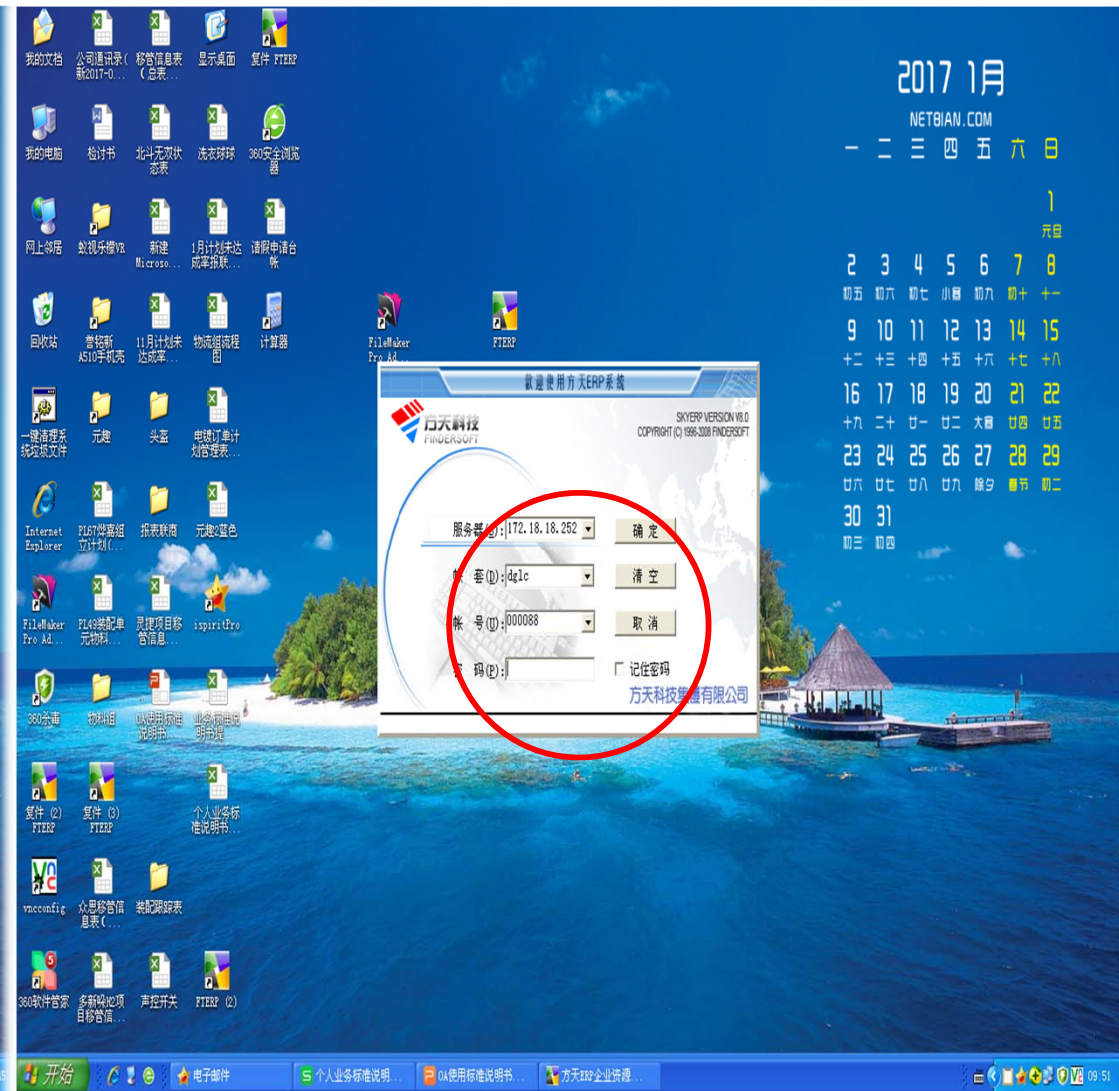 我的文档
公司通讯录(
新2017-0...
移管信息表
(总表...
显示桌面
复件 FTERP
我的电脑
检讨书
北斗无双状
态表
洗衣球球
360安全浏览
器
网上邻居
蚁视乐檬VR
新建
Microso...
1月计划未达
成率报联...
请假申请台
帐
回收站
誉铭新
A510手机壳
11月计划未
达成率...
物流组流程
图
计算器
FileMaker
Pro Ad...
FTERP
一键清理系
统垃圾文件
元趣
头盔
电镀订单计
划管理表...
Internet
Explorer
PL67烨嘉组
立计划(...
报表联商
元趣2蓝色
FileMaker
Pro Ad...
PL49装配单
元物料...
灵捷项目移
管信息...
ispiritPro
360杀毒
物料组
OA使用标准
说明书...
业务标准说
明书堤
复件 (2)
FTERP
复件 (3)
FTERP
个人业务标
准说明书...
vncconfig
众思移管信
息表(...
装配跟踪表
360软件管家
多新哚H2项
目移管信...
声控开关
FTERP (2)
2017 1月
NETBIAN.COM
一 二 三 四 五 六 日
1
元旦
2 3 4 5 6 7 8
初五 初六 初七 小寒 初九 初十 十一
9 10 11 12 13 14 15
十二 十三 十四 十五 十六 十七 十八
16 17 18 19 20 21 22
十九 二十 廿一 廿二 大寒 廿四 廿五
23 24 25 26 27 28 29
廿六 廿七 廿八 廿九 除夕 春节 初二
30 31
初三 初四
歡迎使用方天ERP系統
方天科技
FINDERSOFT
SKYERP VERSION V8.0
COPYRIGHT (C) 1996-2008 FINDERSOFT
服务器(S): 172.18.18.252 确 定
帐 套(D): dglc 清 空
帐 号(U): 000088 取 消
密 码(P): 记住密码
方天科技集團有限公司
开始
电子邮件
个人业务标准说明...
OA使用标准说明书...
方天ERP企业资源...
09:51